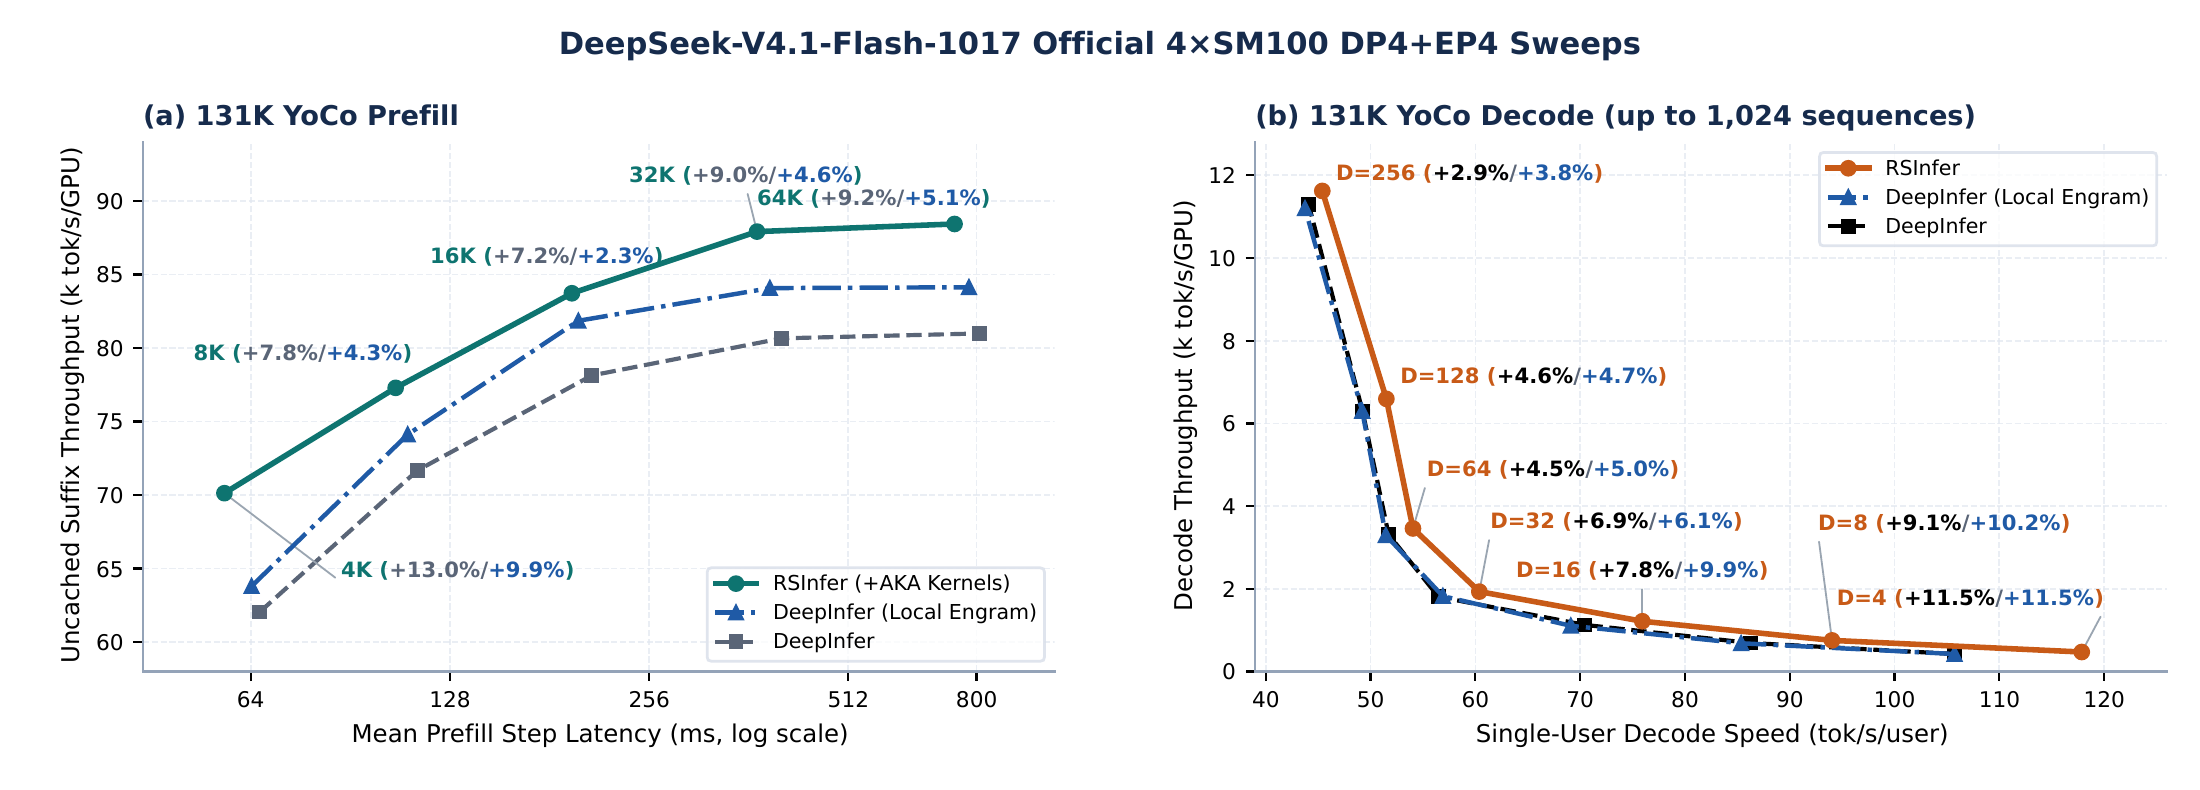 DeepSeek-V4.1-Flash-1017 Official 4×SM100 DP4+EP4 Sweeps
(a) 131K YoCo Prefill
Uncached Suffix Throughput (k tok/s/GPU)
90
85
80
75
70
65
60
32K (+9.0%/+4.6%)
64K (+9.2%/+5.1%)
16K (+7.2%/+2.3%)
8K (+7.8%/+4.3%)
4K (+13.0%/+9.9%)
RSInfer (+AKA Kernels)
DeepInfer (Local Engram)
DeepInfer
64 128 256 512 800
Mean Prefill Step Latency (ms, log scale)
(b) 131K YoCo Decode (up to 1,024 sequences)
Decode Throughput (k tok/s/GPU)
12
10
8
6
4
2
0
RSInfer
DeepInfer (Local Engram)
DeepInfer
D=256 (+2.9%/+3.8%)
D=128 (+4.6%/+4.7%)
D=64 (+4.5%/+5.0%)
D=32 (+6.9%/+6.1%)
D=8 (+9.1%/+10.2%)
D=16 (+7.8%/+9.9%)
D=4 (+11.5%/+11.5%)
40 50 60 70 80 90 100 110 120
Single-User Decode Speed (tok/s/user)